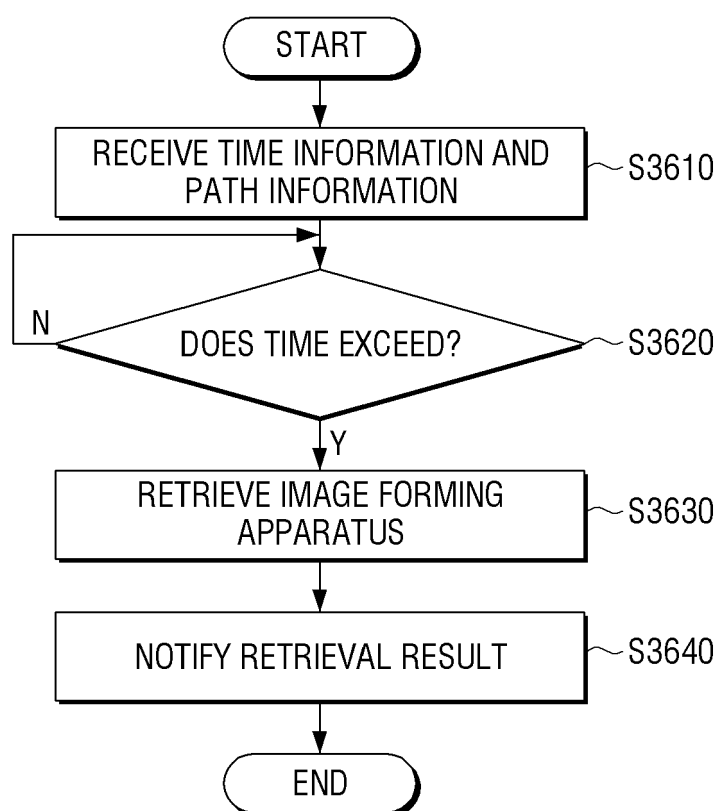 START
RECEIVE TIME INFORMATION AND
PATH INFORMATION
S3610
N
DOES TIME EXCEED?
S3620
Y
RETRIEVE IMAGE FORMING
APPARATUS
S3630
NOTIFY RETRIEVAL RESULT
S3640
END